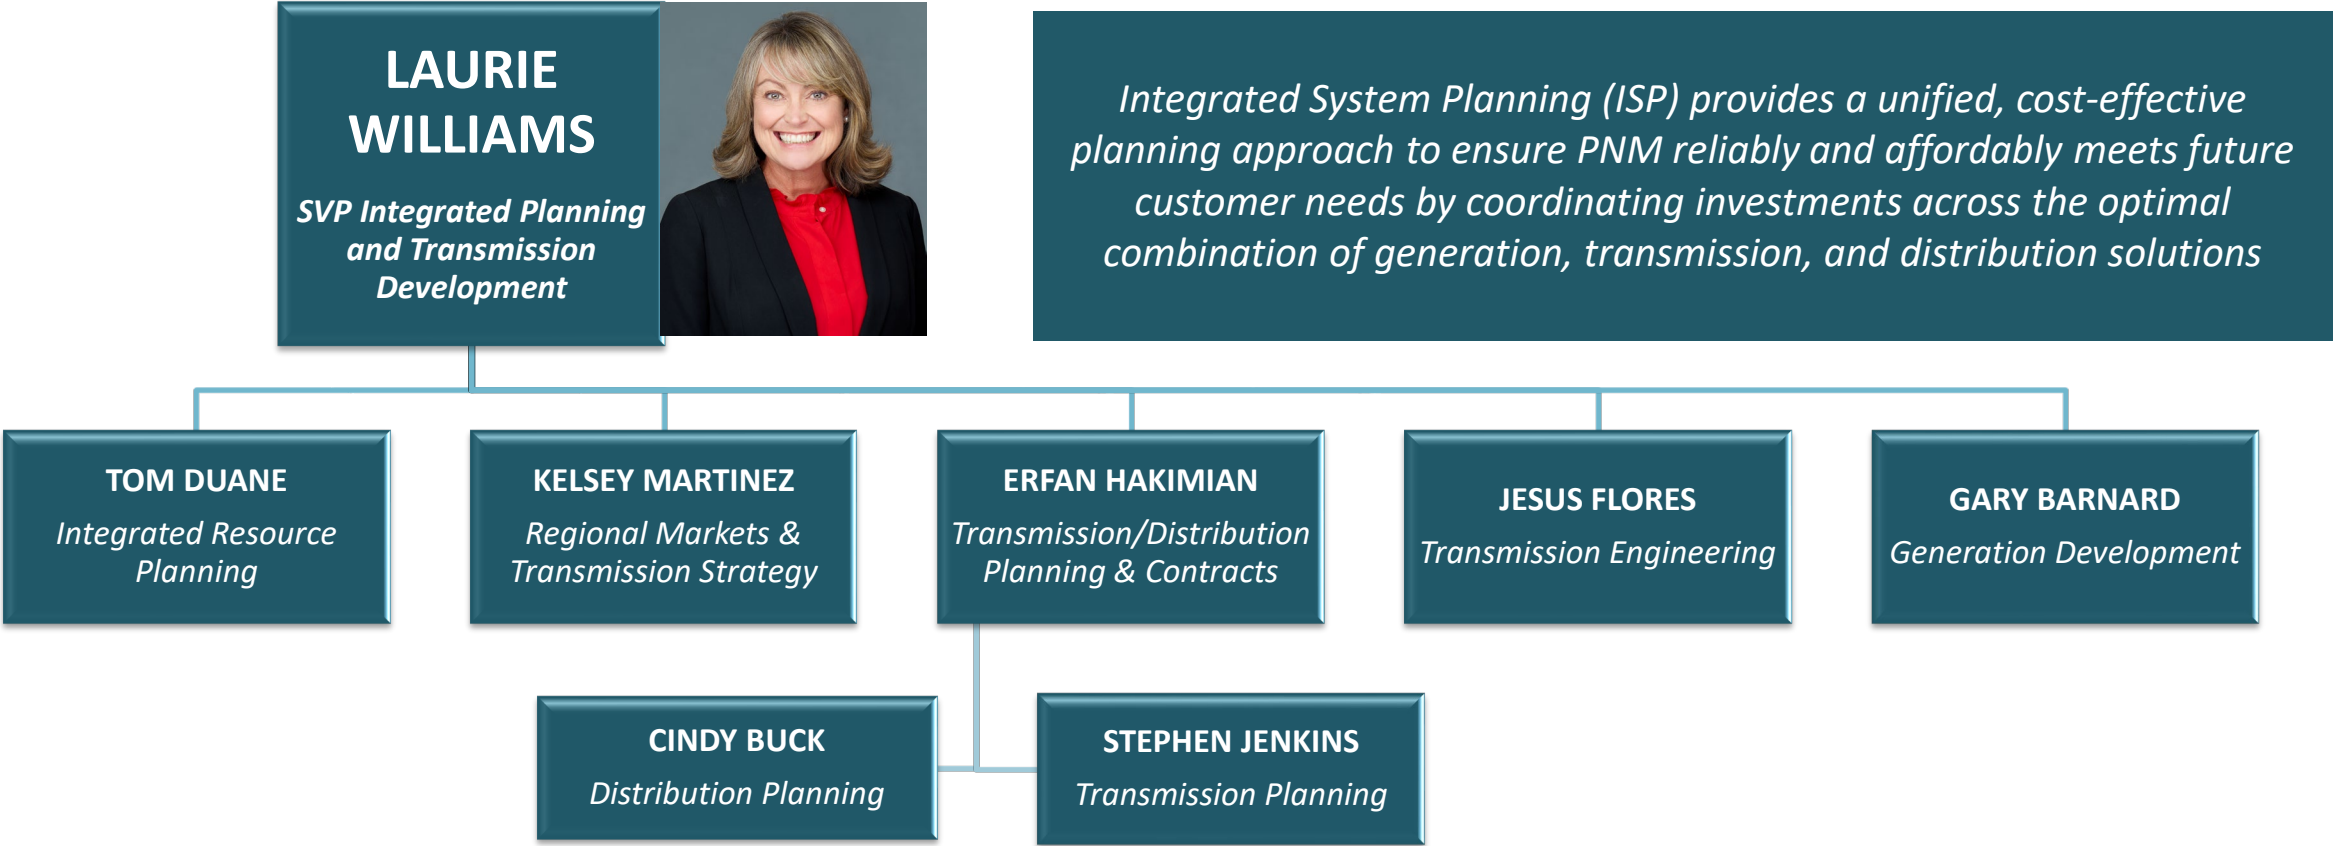 LAURIE
WILLIAMS
SVP Integrated Planning
and Transmission
Development
Integrated System Planning (ISP) provides a unified, cost-effective
planning approach to ensure PNM reliably and affordably meets future
customer needs by coordinating investments across the optimal
combination of generation, transmission, and distribution solutions
TOM DUANE
Integrated Resource
Planning
KELSEY MARTINEZ
Regional Markets &
Transmission Strategy
ERFAN HAKIMIAN
Transmission/Distribution
Planning & Contracts
JESUS FLORES
Transmission Engineering
GARY BARNARD
Generation Development
CINDY BUCK
Distribution Planning
STEPHEN JENKINS
Transmission Planning